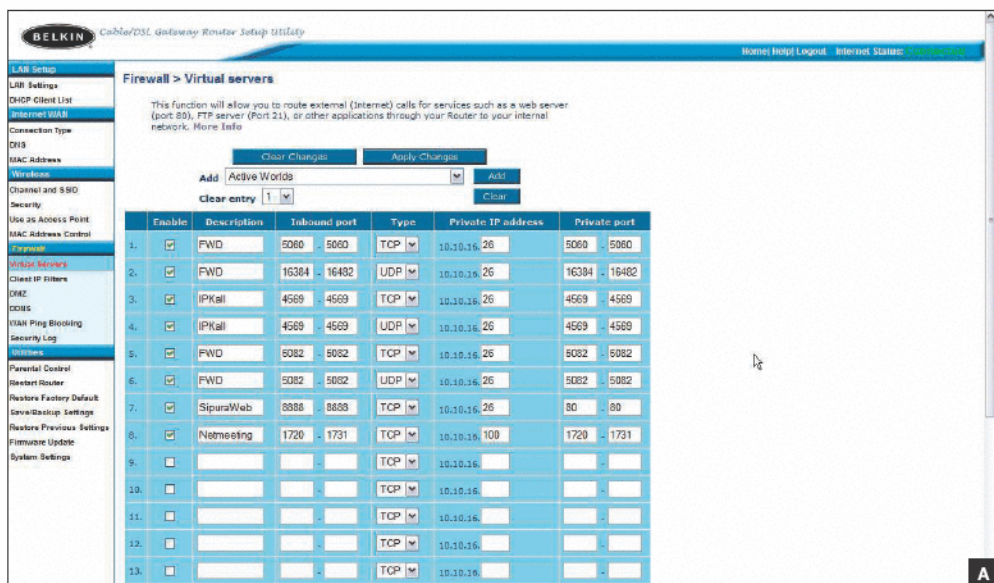 BELKIN Cable/DSL Gateway Router Setup Utility
Home| Help| Logout Internet Status:
LAN Setup
LAN Settings
DHCP Client List
Internet WAN
Connection Type
DNS
MAC Address
Wireless
Channel and SSID
Security
Use as Access Point
MAC Address Control
Firewall
Virtual Servers
Client IP Filters
DMZ
DDNS
WAN Ping Blocking
Security Log
Utilities
Parental Control
Restart Router
Restore Factory Default
Save/Backup Settings
Restore Previous Settings
Firmware Update
System Settings
Firewall > Virtual servers
This function will allow you to route external (Internet) calls for services such as a web server
(port 80), FTP server (Port 21), or other applications through your Router to your internal
network. More Info
Clear Changes Apply Changes
Add Active Worlds Add
Clear entry 1 Clear
Enable Description Inbound port Type Private IP address Private port
1. FWD 5060 - 5060 TCP 10.10.16. 26 5060 - 5060
2. FWD 16384 - 16482 UDP 10.10.16. 26 16384 - 16482
3. IPKall 4569 - 4569 TCP 10.10.16. 26 4569 - 4569
4. IPKall 4569 - 4569 UDP 10.10.16. 26 4569 - 4569
5. FWD 5082 - 5082 TCP 10.10.16. 26 5082 - 5082
6. FWD 5082 - 5082 UDP 10.10.16. 26 5082 - 5082
7. SipuraWeb 8888 - 8888 TCP 10.10.16. 26 80 - 80
8. Netmeeting 1720 - 1731 TCP 10.10.16. 100 1720 - 1731
9. - TCP 10.10.16. -
10. - TCP 10.10.16. -
11. - TCP 10.10.16. -
12. - TCP 10.10.16. -
13. - TCP 10.10.16. -
A